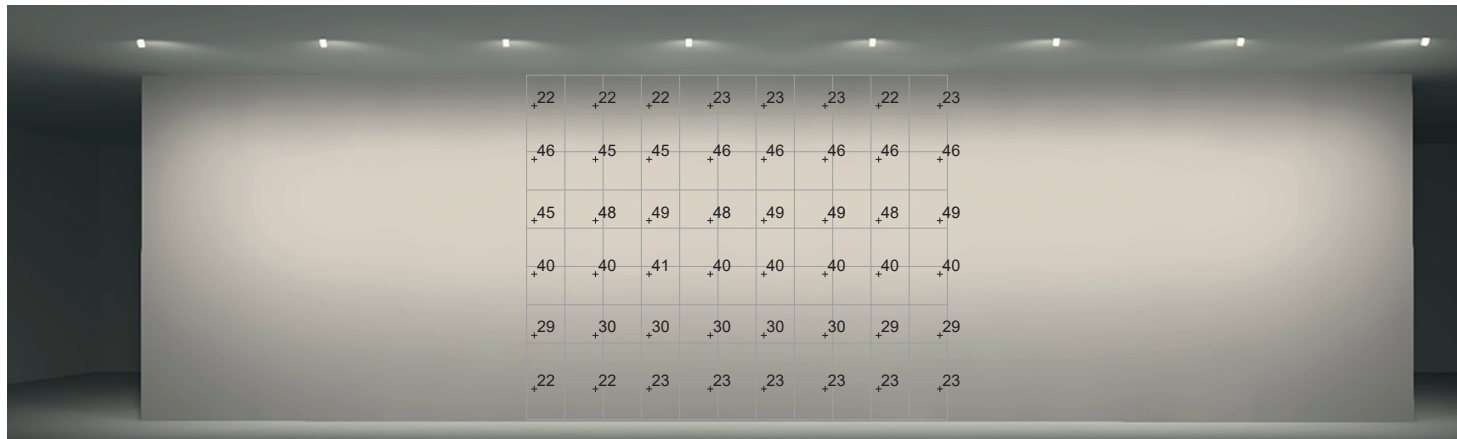 22 22 22 23 23 23 22 23
46 45 45 46 46 46 46 46
45 48 49 48 49 49 48 49
40 40 41 40 40 40 40 40
29 30 30 30 30 30 29 29
22 22 23 23 23 23 23 23